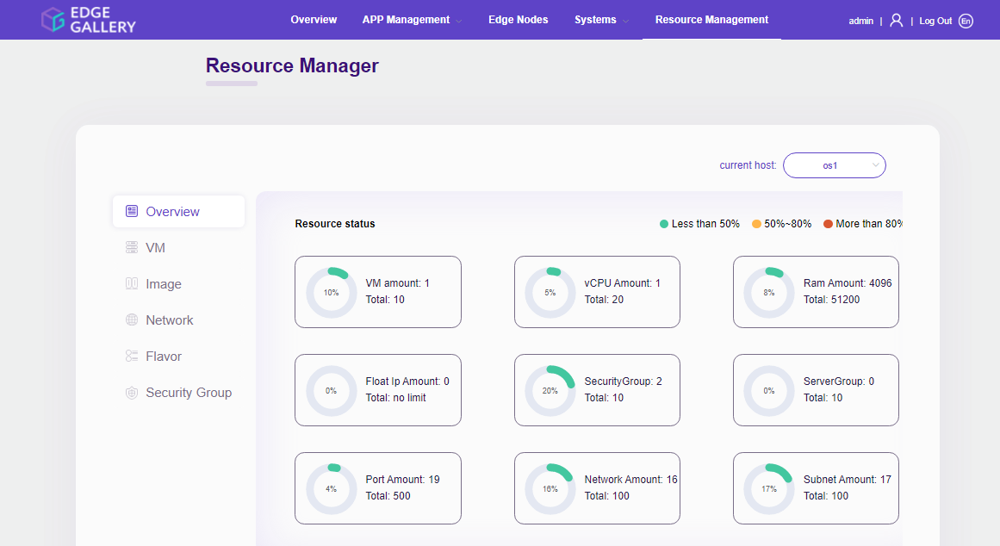 EDGE
GALLERY
Overview APP Management Edge Nodes Systems Resource Management
admin | | Log Out En
Resource Manager
current host: os1
Overview
VM
Image
Network
Flavor
Security Group
Resource status
Less than 50% 50%~80% More than 80%
10% VM amount: 1
Total: 10
5% vCPU Amount: 1
Total: 20
8% Ram Amount: 4096
Total: 51200
0% Float Ip Amount: 0
Total: no limit
20% SecurityGroup: 2
Total: 10
0% ServerGroup: 0
Total: 10
4% Port Amount: 19
Total: 500
16% Network Amount: 16
Total: 100
17% Subnet Amount: 17
Total: 100